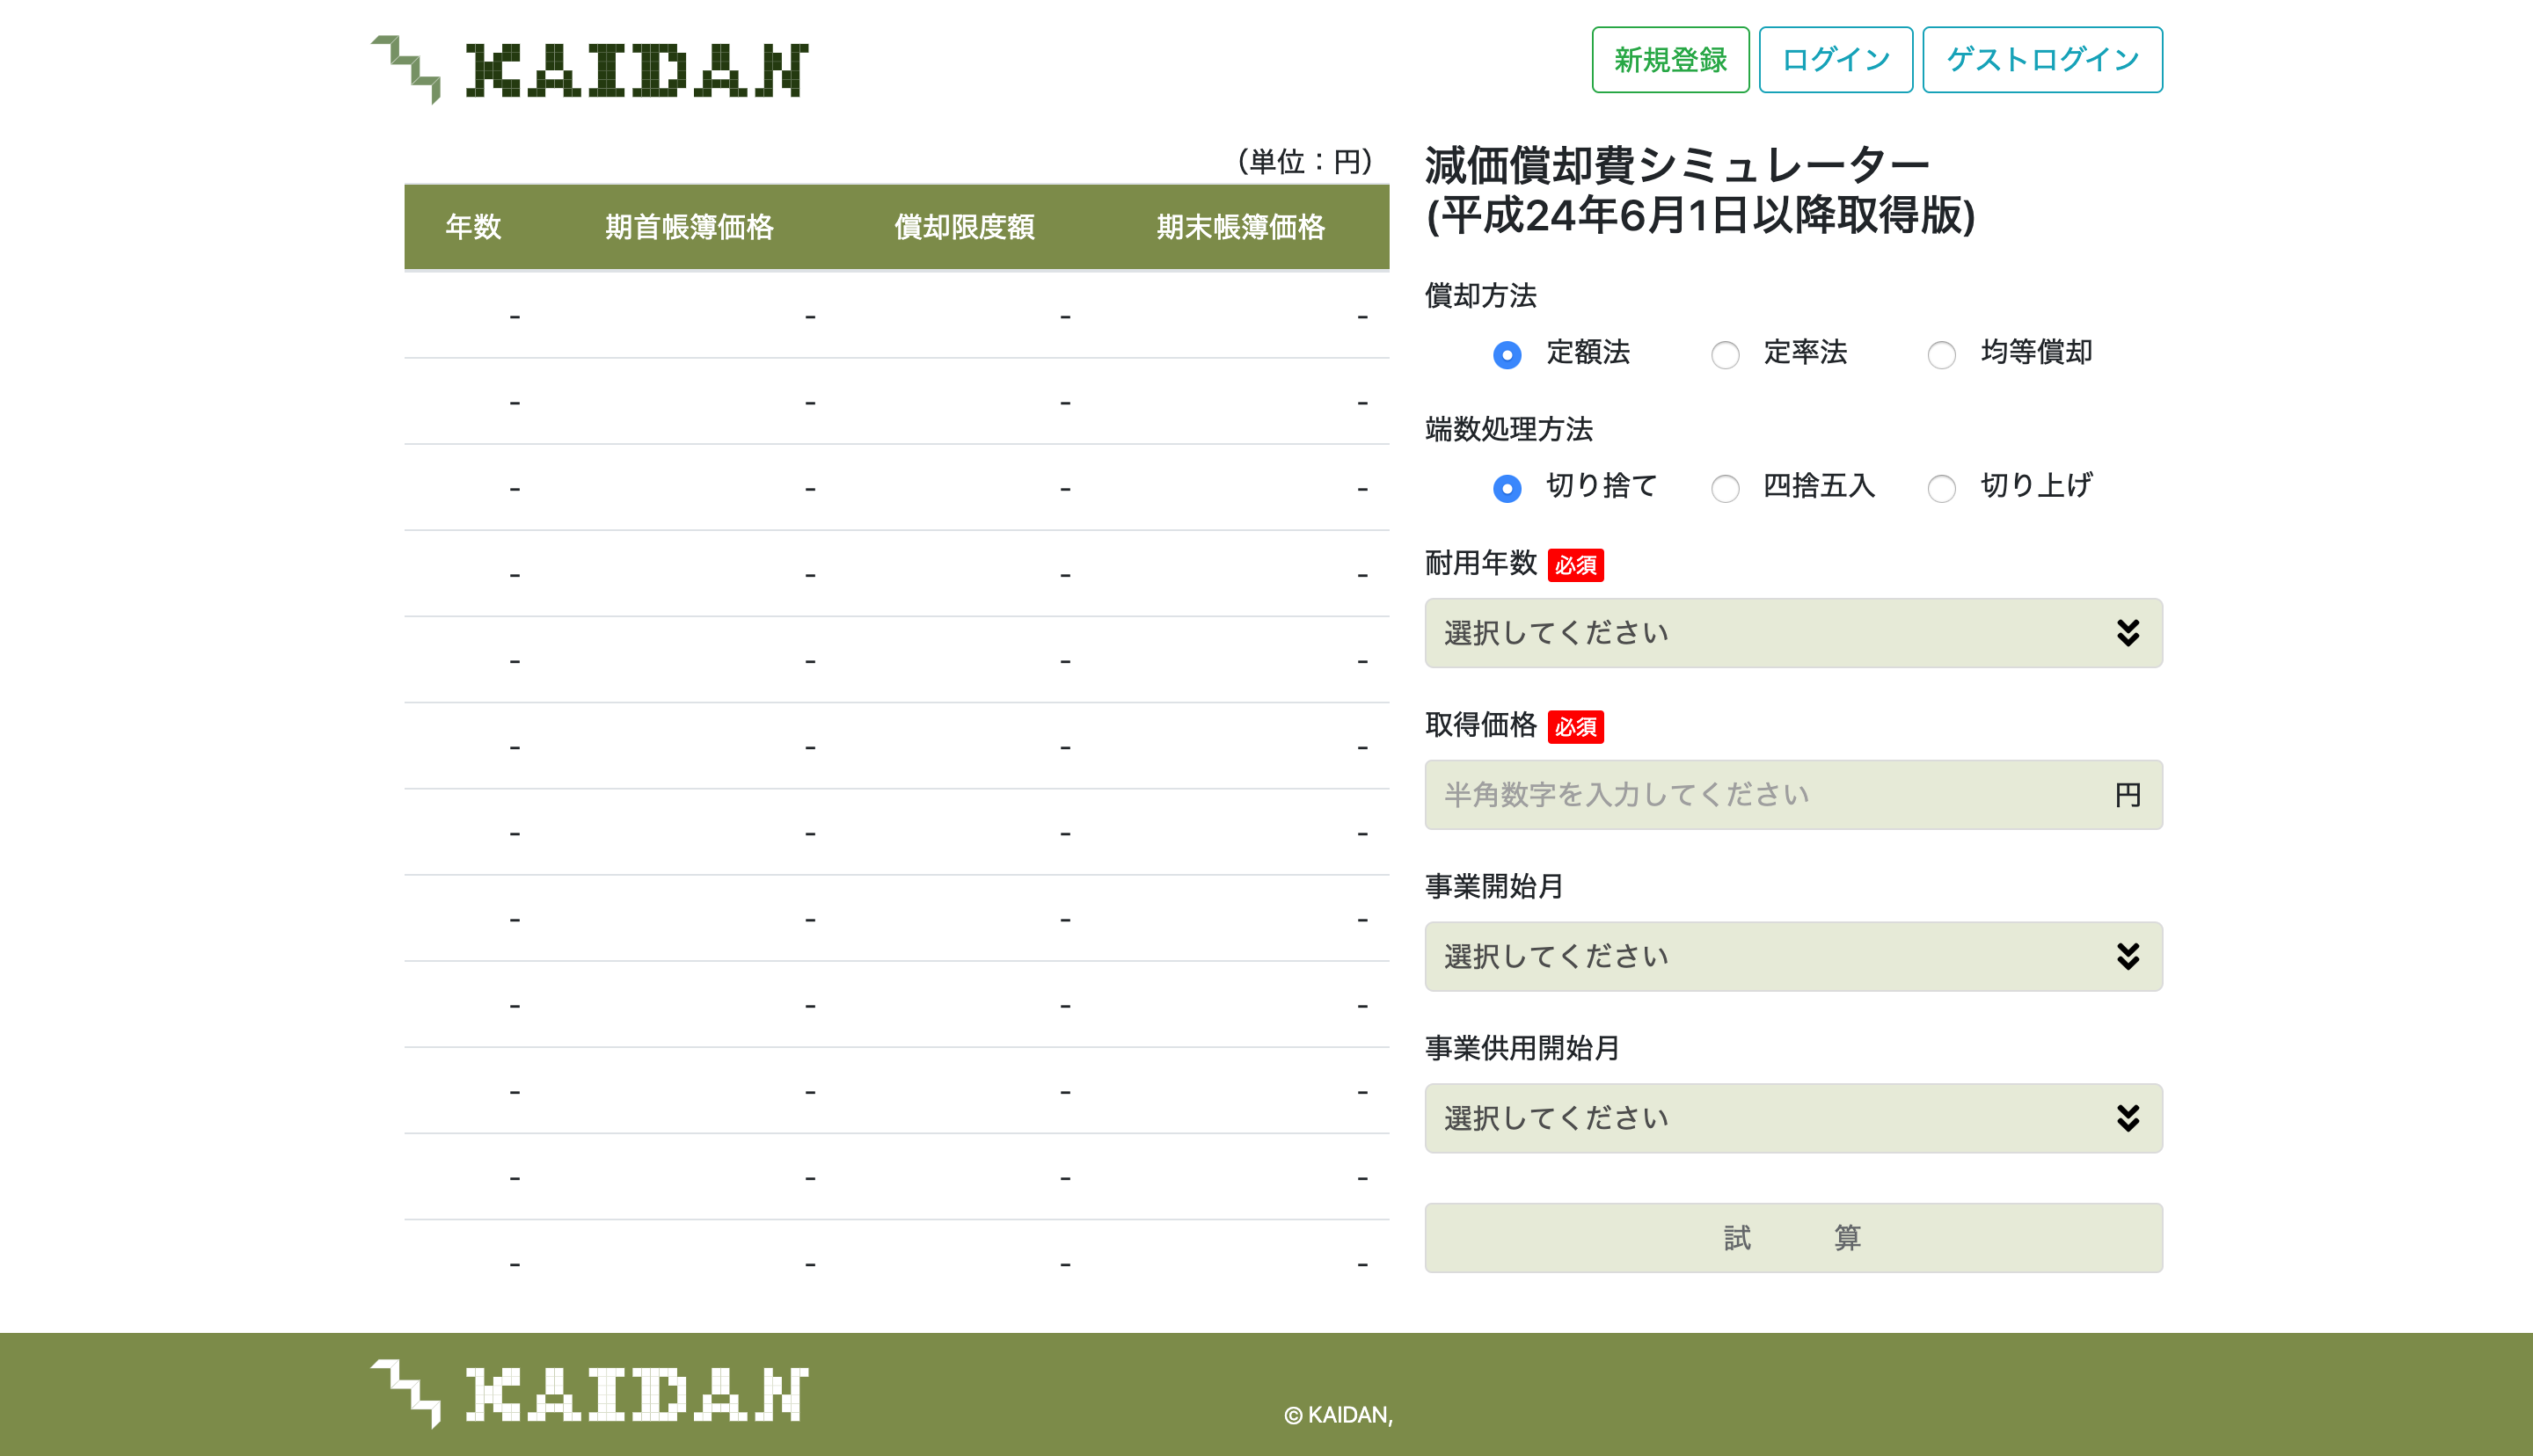 KAIDAN
新規登録 ログイン ゲストログイン
（単位：円）
年数 期首帳簿価格 償却限度額 期末帳簿価格
- - - -
- - - -
- - - -
- - - -
- - - -
- - - -
- - - -
- - - -
- - - -
- - - -
- - - -
- - - -
減価償却費シミュレーター
(平成24年6月1日以降取得版)
償却方法
定額法 定率法 均等償却
端数処理方法
切り捨て 四捨五入 切り上げ
耐用年数 必須
選択してください
取得価格 必須
半角数字を入力してください 円
事業開始月
選択してください
事業供用開始月
選択してください
試 算
KAIDAN
© KAIDAN,